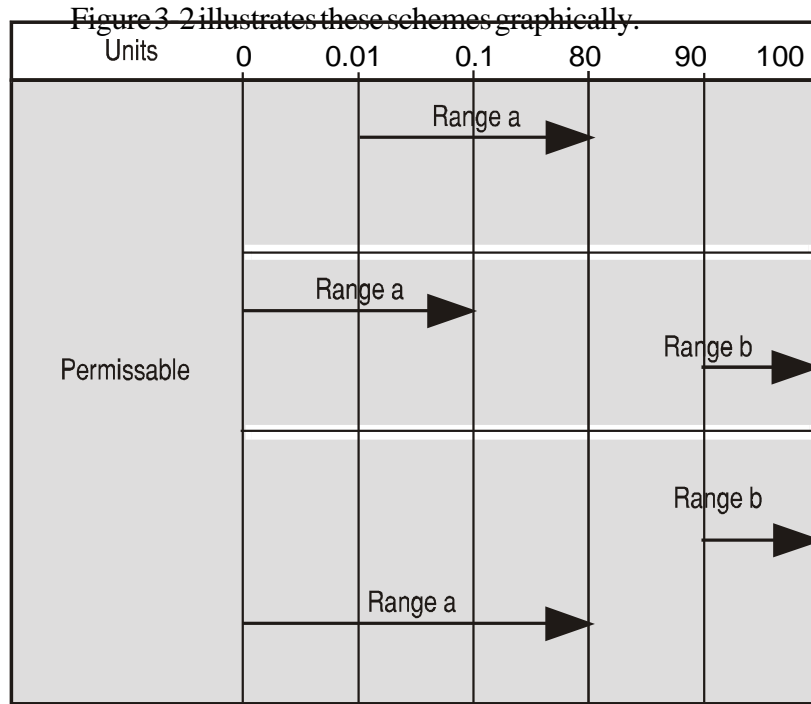 Figure 3-2 illustrates these schemes graphically.
Units 0 0.01 0.1 80 90 100
Range a
Range a
Range b
Permissable
Range b
Range a